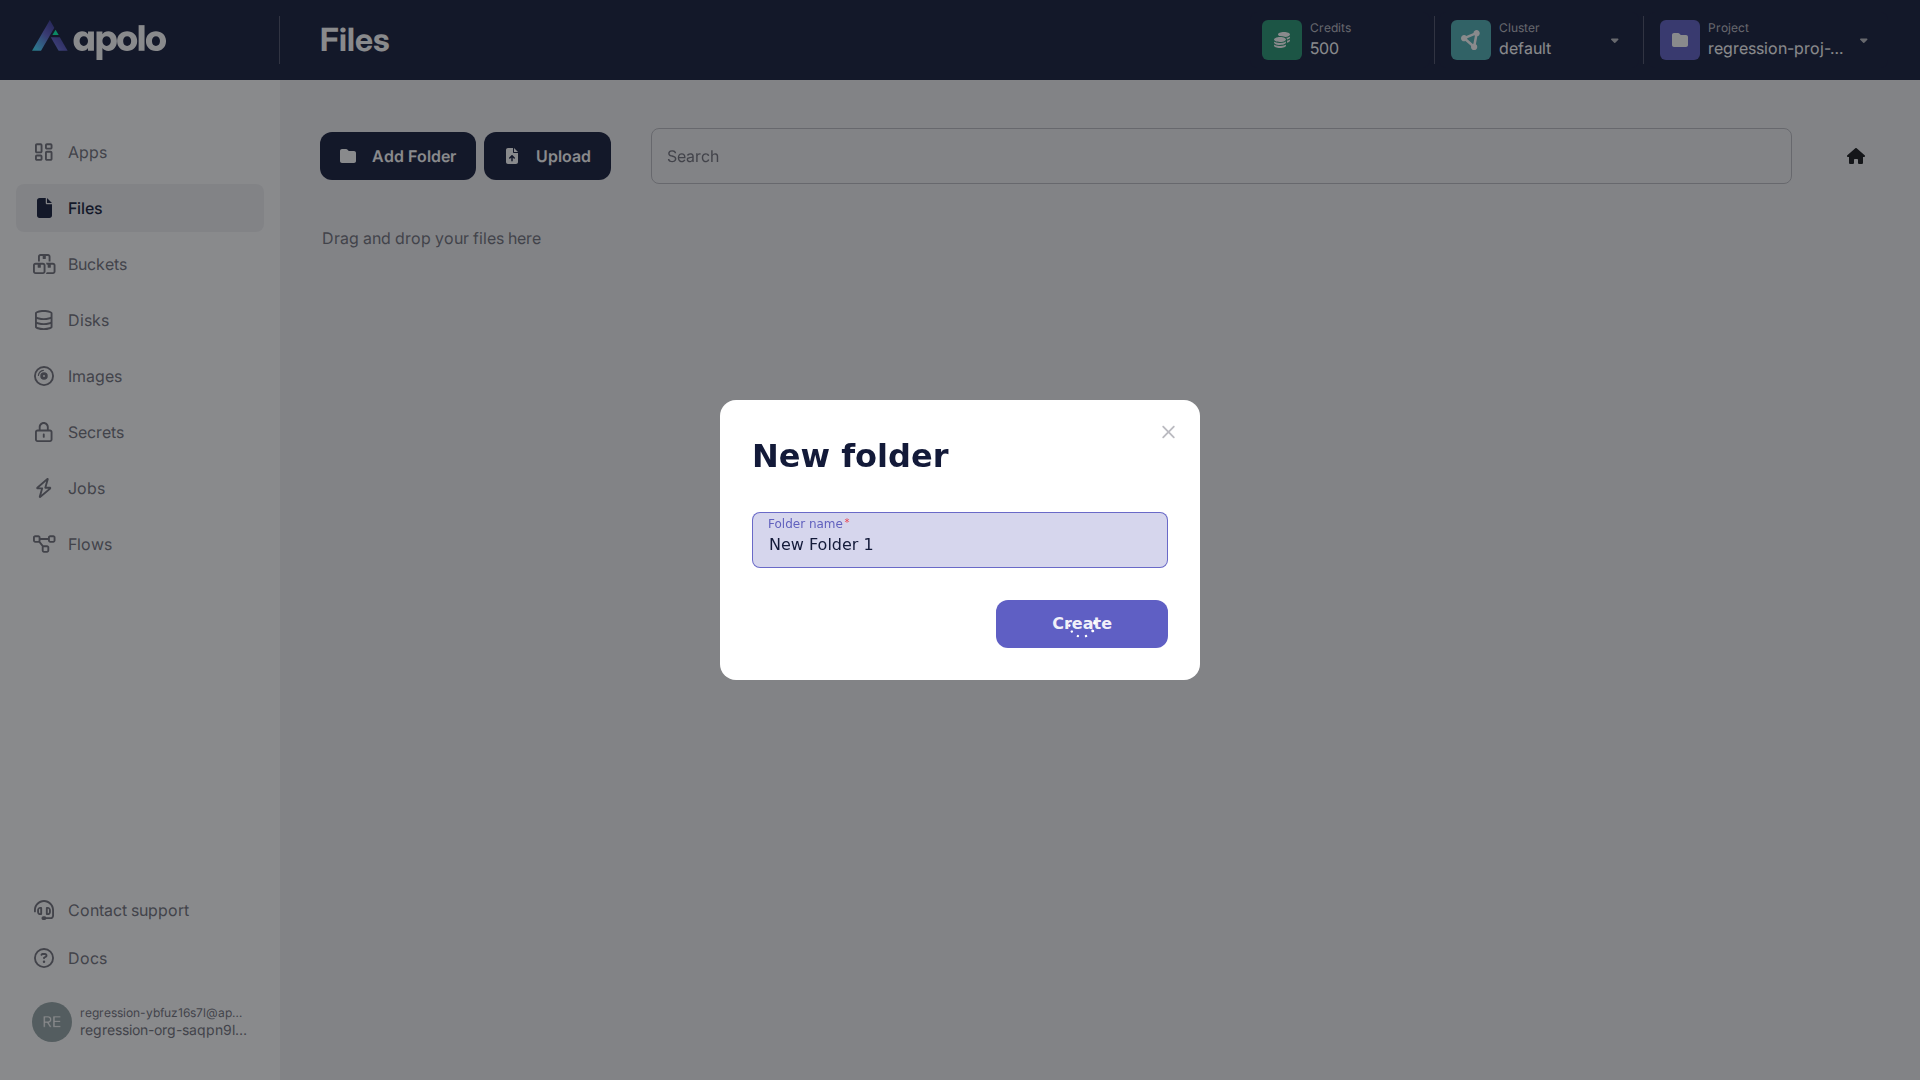 apolo
Files
Credits
500
Cluster
default
Project
regression-proj-...
Apps
Files
Buckets
Disks
Images
Secrets
Jobs
Flows
Add Folder
Upload
Search
Drag and drop your files here
New folder
Folder name*
New Folder 1
Create
Contact support
Docs
RE
regression-ybfuz16s7l@ap...
regression-org-saqpn9l...